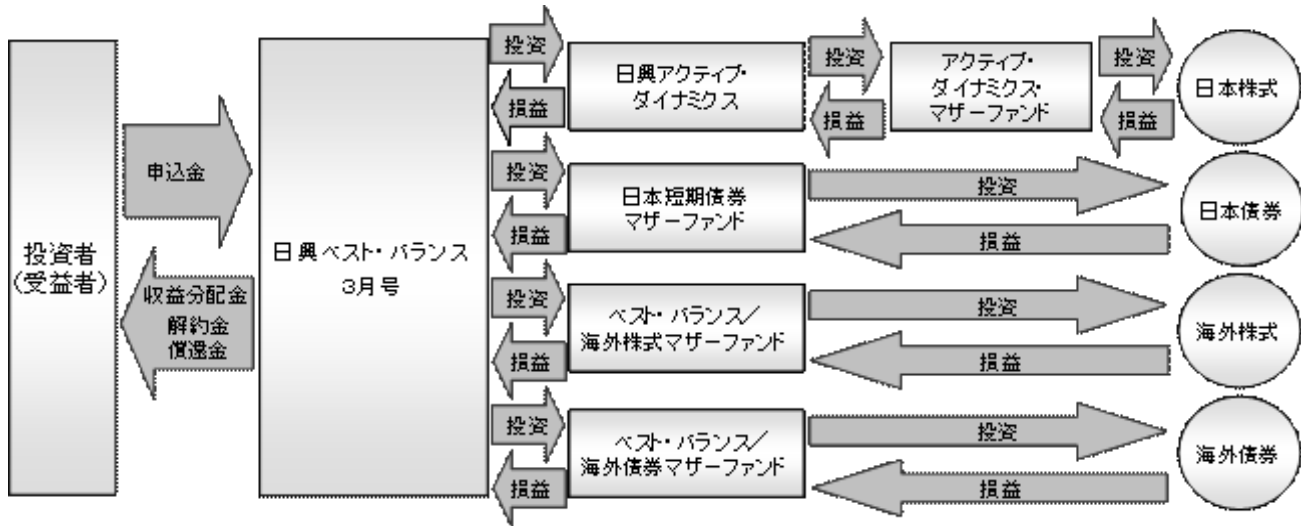 投資者
(受益者)
申込金
収益分配金
解約金
償還金
日興ベスト・バランス
3月号
投資
損益
日興アクティブ・
ダイナミクス
投資
損益
アクティブ・
ダイナミクス・
マザーファンド
投資
損益
日本株式
投資
損益
日本短期債券
マザーファンド
投資
損益
日本債券
投資
損益
ベスト・バランス/
海外株式マザーファンド
投資
損益
海外株式
投資
損益
ベスト・バランス/
海外債券マザーファンド
投資
損益
海外債券